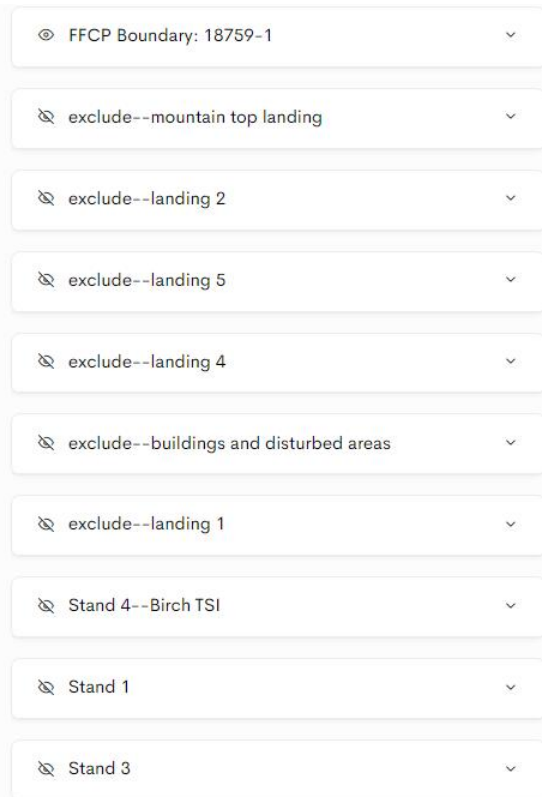 FFCP Boundary: 18759-1
exclude--mountain top landing
exclude--landing 2
exclude--landing 5
exclude--landing 4
exclude--buildings and disturbed areas
exclude--landing 1
Stand 4--Birch TSI
Stand 1
Stand 3